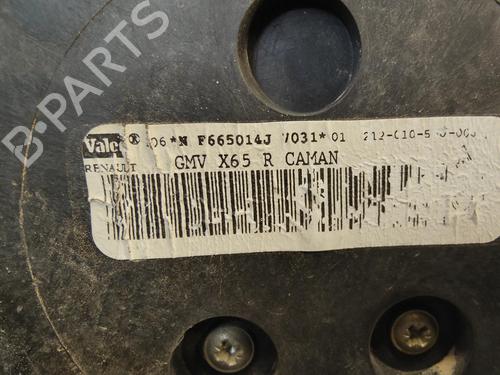 B-PARTS
Valeo® 06*N F665014J V031*01
RENAULT GMV X65 R CAMAN